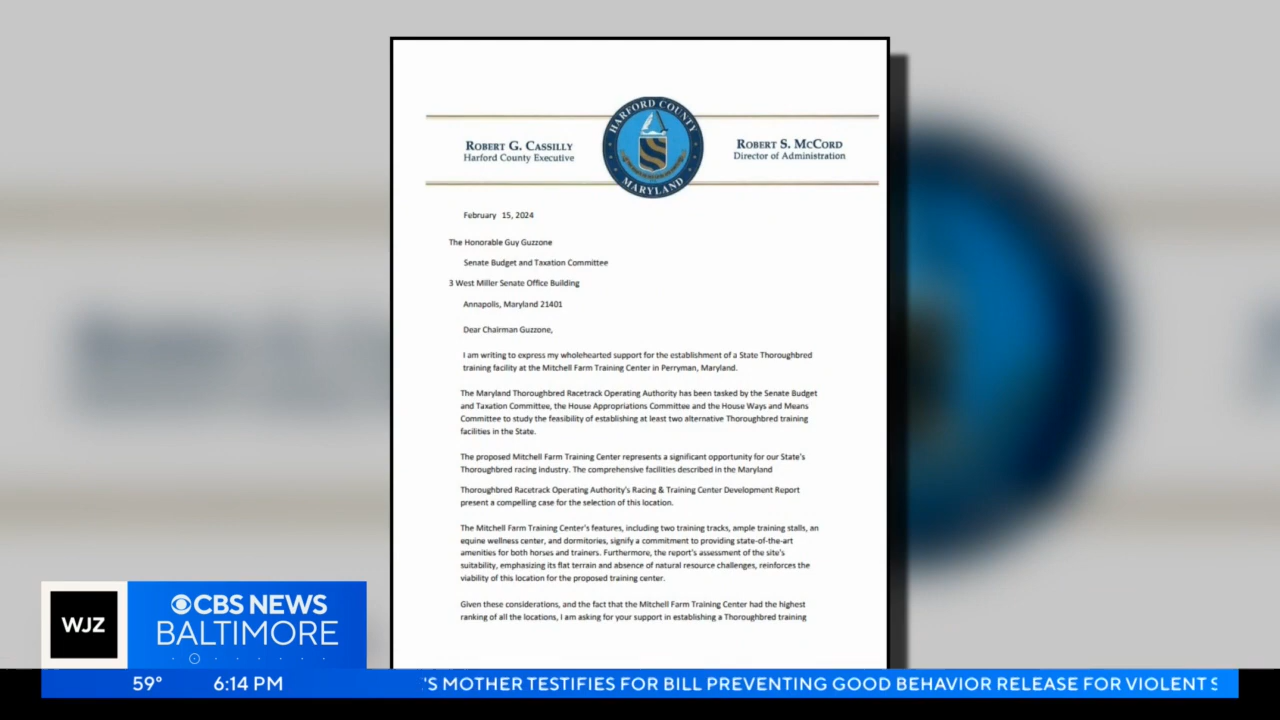 HARFORD COUNTY
MARYLAND
ROBERT G. CASSILLY
Harford County Executive
ROBERT S. MCCORD
Director of Administration
February 15, 2024
The Honorable Guy Guzzone
Senate Budget and Taxation Committee
3 West Miller Senate Office Building
Annapolis, Maryland 21401
Dear Chairman Guzzone,
I am writing to express my wholehearted support for the establishment of a State Thoroughbred
training facility at the Mitchell Farm Training Center in Perryman, Maryland.
The Maryland Thoroughbred Racetrack Operating Authority has been tasked by the Senate Budget
and Taxation Committee, the House Appropriations Committee and the House Ways and Means
Committee to study the feasibility of establishing at least two alternative Thoroughbred training
facilities in the State.
The proposed Mitchell Farm Training Center represents a significant opportunity for our State's
Thoroughbred racing industry. The comprehensive facilities described in the Maryland
Thoroughbred Racetrack Operating Authority's Racing & Training Center Development Report
present a compelling case for the selection of this location.
The Mitchell Farm Training Center's features, including two training tracks, ample training stalls, an
equine wellness center, and dormitories, signify a commitment to providing state-of-the-art
amenities for both horses and trainers. Furthermore, the report's assessment of the site's
suitability, emphasizing its flat terrain and absence of natural resource challenges, reinforces the
viability of this location for the proposed training center.
Given these considerations, and the fact that the Mitchell Farm Training Center had the highest
ranking of all the locations, I am asking for your support in establishing a Thoroughbred training
WJZ
CBS NEWS
BALTIMORE
59° 6:14 PM 'S MOTHER TESTIFIES FOR BILL PREVENTING GOOD BEHAVIOR RELEASE FOR VIOLENT S